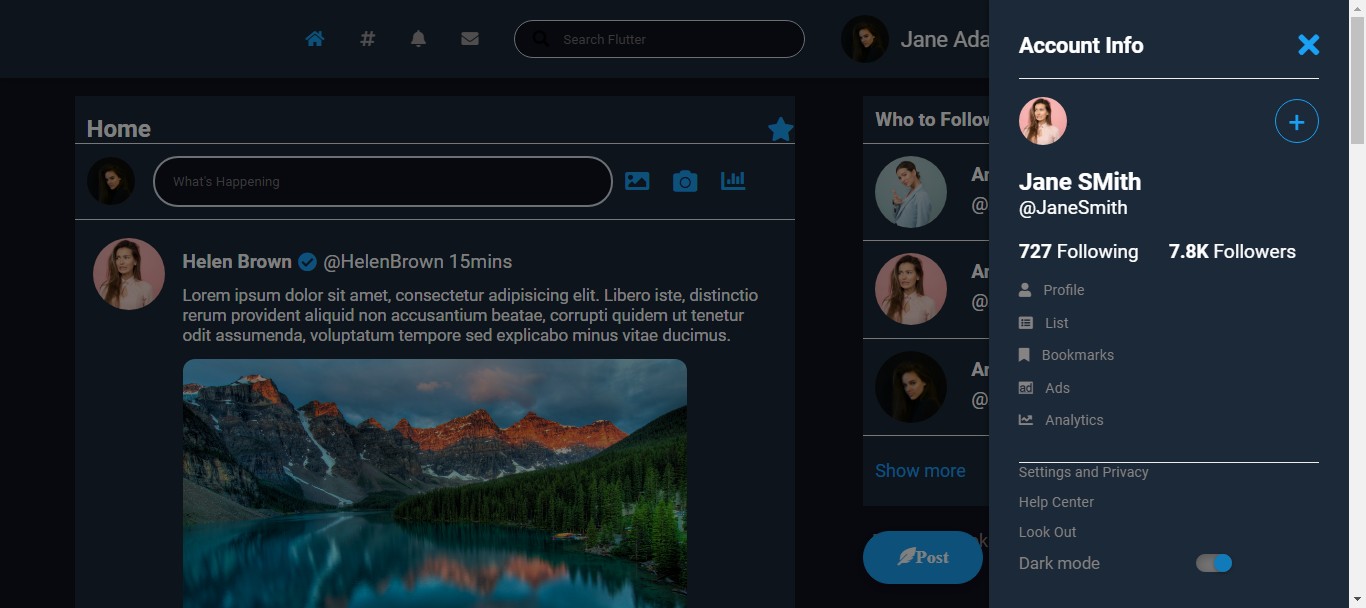 Search Flutter
Jane Ada
Home
What's Happening
Helen Brown @HelenBrown 15mins
Lorem ipsum dolor sit amet, consectetur adipisicing elit. Libero iste, distinctio
rerum provident aliquid non accusantium beatae, corrupti quidem ut tenetur
odit assumenda, voluptatum tempore sed explicabo minus vitae ducimus.
Who to Follow
An
@
An
@
An
@
Show more
Post
k
Account Info
Jane SMith
@JaneSmith
727 Following 7.8K Followers
Profile
List
Bookmarks
Ads
Analytics
Settings and Privacy
Help Center
Look Out
Dark mode